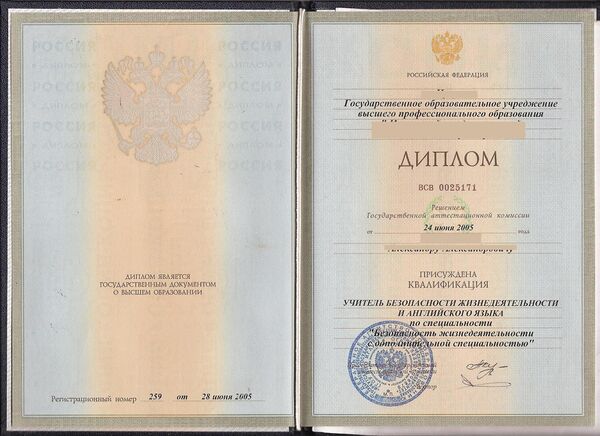 РОССИЯ
ДИПЛОМ
ДИПЛОМ ЯВЛЯЕТСЯ
ГОСУДАРСТВЕННЫМ ДОКУМЕНТОМ
О ВЫСШЕМ ОБРАЗОВАНИИ
Регистрационный номер 259 от 28 июня 2005
РОССИЙСКАЯ ФЕДЕРАЦИЯ
Государственное образовательное учреждение
высшего профессионального образования
ДИПЛОМ
ВСВ 0025171
Решением
Государственной аттестационной комиссии
от 24 июня 2005 года
Александру Александровичу
ПРИСУЖДЕНА
КВАЛИФИКАЦИЯ
УЧИТЕЛЬ БЕЗОПАСНОСТИ ЖИЗНЕДЕЯТЕЛЬНОСТИ
И АНГЛИЙСКОГО ЯЗЫКА
по специальности
"Безопасность жизнедеятельности
с дополнительной специальностью"
М.П.